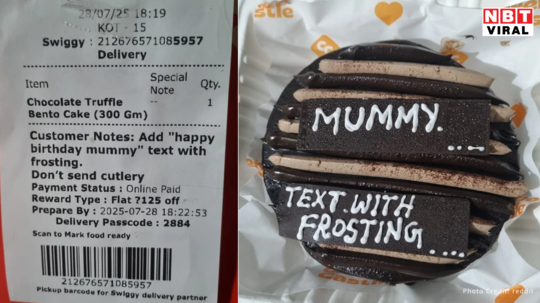 28/07/25 18:19
KOT - 15
Swiggy : 212676571085957
Delivery
Item
Special
Note
Qty.
Chocolate Truffle
Bento Cake (300 Gm)
--
1
Customer Notes: Add "happy
birthday mummy" text with
frosting.
Don't send cutlery
Payment Status : Online Paid
Reward Type : Flat ?125 off
Prepare By : 2025-07-28 18:22:53
Delivery Passcode : 2884
Scan to Mark food ready
212676571085957
Pickup barcode for Swiggy delivery partner
NBT
VIRAL
MUMMY.
TEXT WITH
FROSTING
Photo Credit: reddit